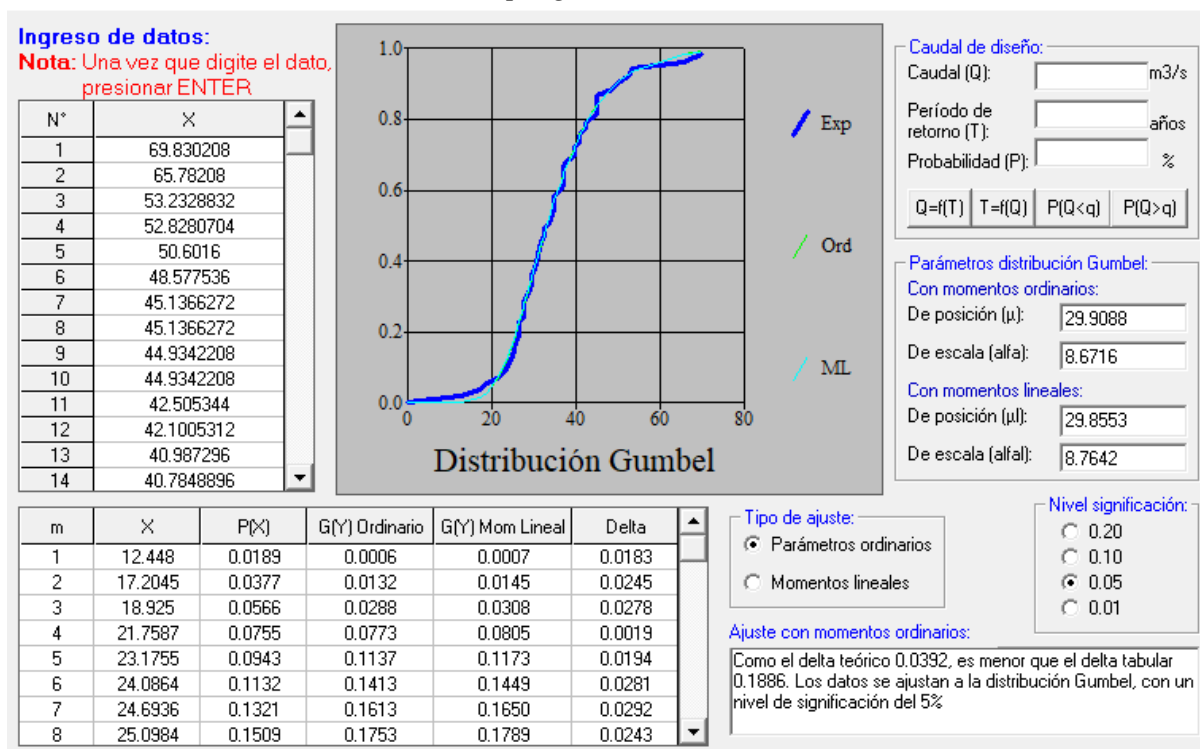 Ingreso de datos:
Nota: Una vez que digite el dato,
presionar ENTER
N° X
1 69.830208
2 65.78208
3 53.2328832
4 52.8280704
5 50.6016
6 48.577536
7 45.1366272
8 45.1366272
9 44.9342208
10 44.9342208
11 42.505344
12 42.1005312
13 40.987296
14 40.7848896
1.0
0.8
0.6
0.4
0.2
0.0
0 20 40 60 80
Distribución Gumbel
Exp
Ord
ML
Caudal de diseño:
Caudal (Q): m3/s
Período de
retorno (T): años
Probabilidad (P): %
Q=f(T) T=f(Q) P(Q<q) P(Q>q)
Parámetros distribución Gumbel:
Con momentos ordinarios:
De posición (µ): 29.9088
De escala (alfa): 8.6716
Con momentos lineales:
De posición (µl): 29.8553
De escala (alfal): 8.7642
m X P(X) G(Y) Ordinario G(Y) Mom Lineal Delta
1 12.448 0.0189 0.0006 0.0007 0.0183
2 17.2045 0.0377 0.0132 0.0145 0.0245
3 18.925 0.0566 0.0288 0.0308 0.0278
4 21.7587 0.0755 0.0773 0.0805 0.0019
5 23.1755 0.0943 0.1137 0.1173 0.0194
6 24.0864 0.1132 0.1413 0.1449 0.0281
7 24.6936 0.1321 0.1613 0.1650 0.0292
8 25.0984 0.1509 0.1753 0.1789 0.0243
Tipo de ajuste:
Parámetros ordinarios
Momentos lineales
Nivel significación:
0.20
0.10
0.05
0.01
Ajuste con momentos ordinarios:
Como el delta teórico 0.0392, es menor que el delta tabular
0.1886. Los datos se ajustan a la distribución Gumbel, con un
nivel de significación del 5%